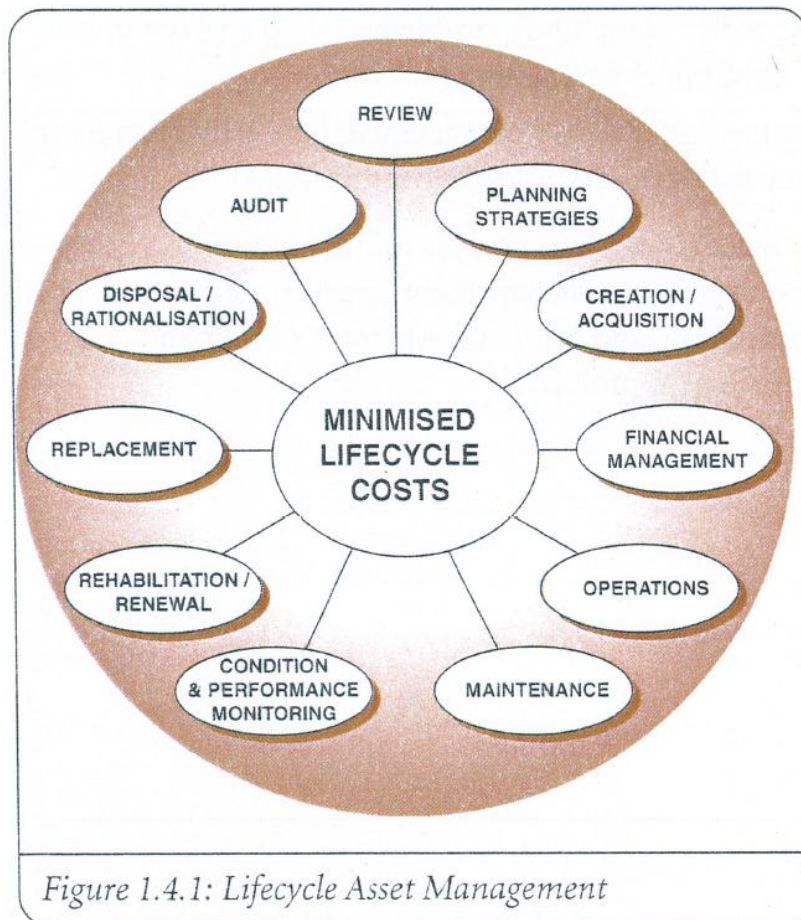 REVIEW
PLANNING
STRATEGIES
CREATION /
ACQUISITION
FINANCIAL
MANAGEMENT
OPERATIONS
MAINTENANCE
CONDITION
& PERFORMANCE
MONITORING
REHABILITATION /
RENEWAL
REPLACEMENT
DISPOSAL /
RATIONALISATION
AUDIT
MINIMISED
LIFECYCLE
COSTS
Figure 1.4.1: Lifecycle Asset Management